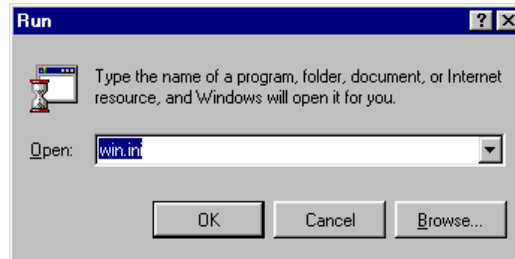 Run
Type the name of a program, folder, document, or Internet
resource, and Windows will open it for you.
Open: win.ini
OK Cancel Browse...